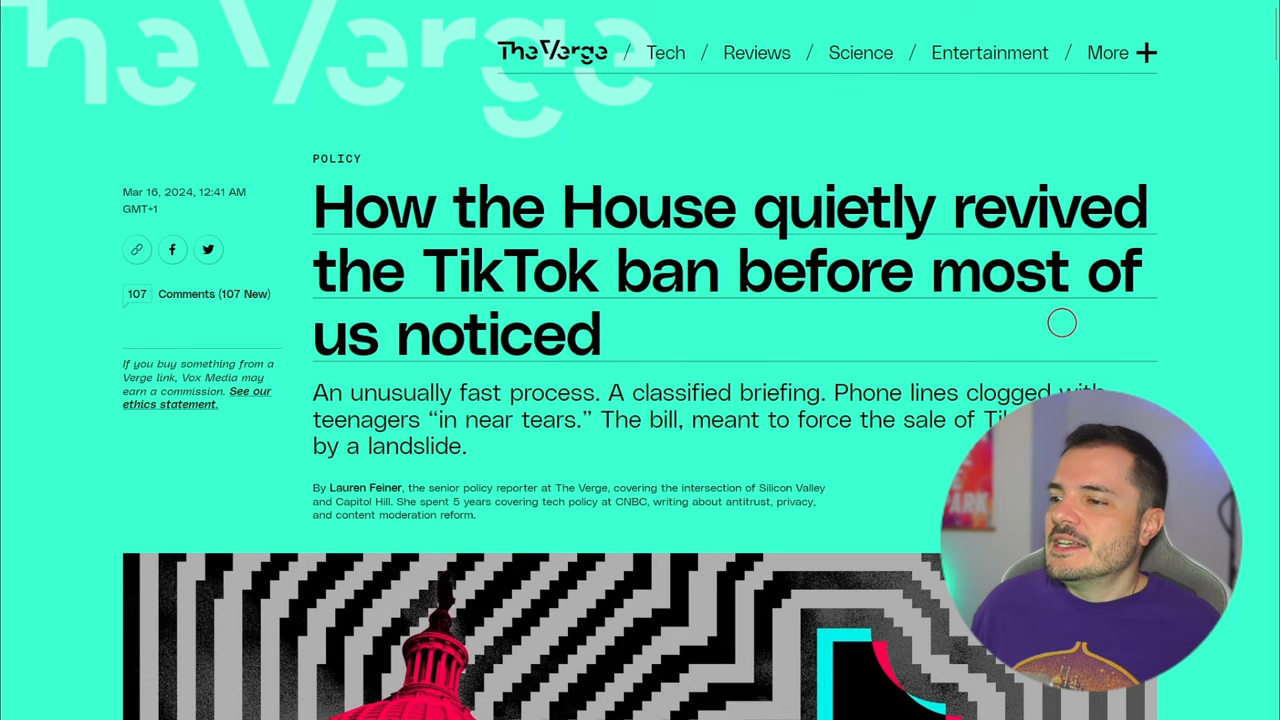 The Verge
The Verge / Tech / Reviews / Science / Entertainment / More +
POLICY
Mar 16, 2024, 12:41 AM
GMT+1
107 Comments (107 New)
If you buy something from a
Verge link, Vox Media may
earn a commission. See our
ethics statement.
How the House quietly revived
the TikTok ban before most of
us noticed
An unusually fast process. A classified briefing. Phone lines clogged with
teenagers “in near tears.” The bill, meant to force the sale of
by a landslide.
By Lauren Feiner, the senior policy reporter at The Verge, covering the intersection of Silicon Valley
and Capitol Hill. She spent 5 years covering tech policy at CNBC, writing about antitrust, privacy,
and content moderation reform.